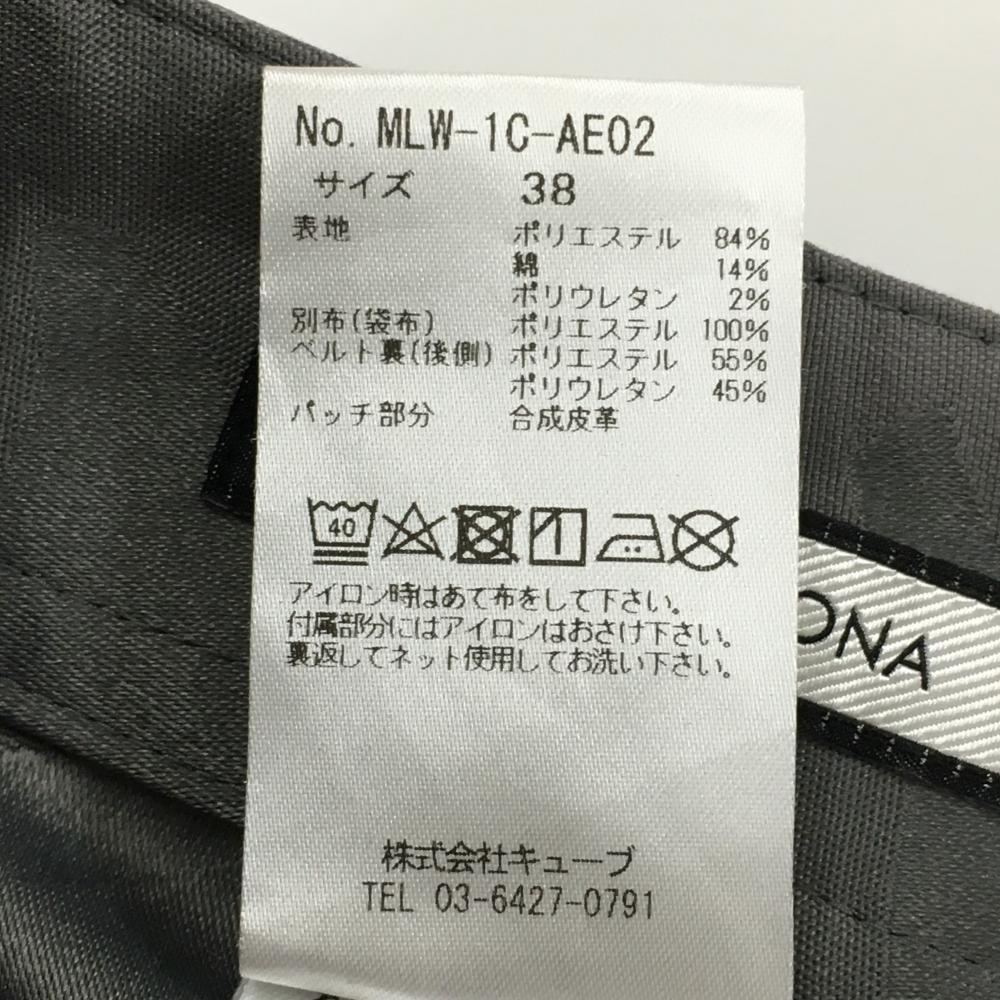 No. MLW-1C-AE02
サイズ 38
表地 ポリエステル 84%
綿 14%
ポリウレタン 2%
別布(袋布) ポリエステル 100%
ベルト裏(後側) ポリエステル 55%
ポリウレタン 45%
パッチ部分 合成皮革
40
アイロン時はあて布をして下さい。
付属部分にはアイロンはおさけ下さい。
裏返してネット使用してお洗い下さい。
ONA
株式会社キューブ
TEL 03-6427-0791